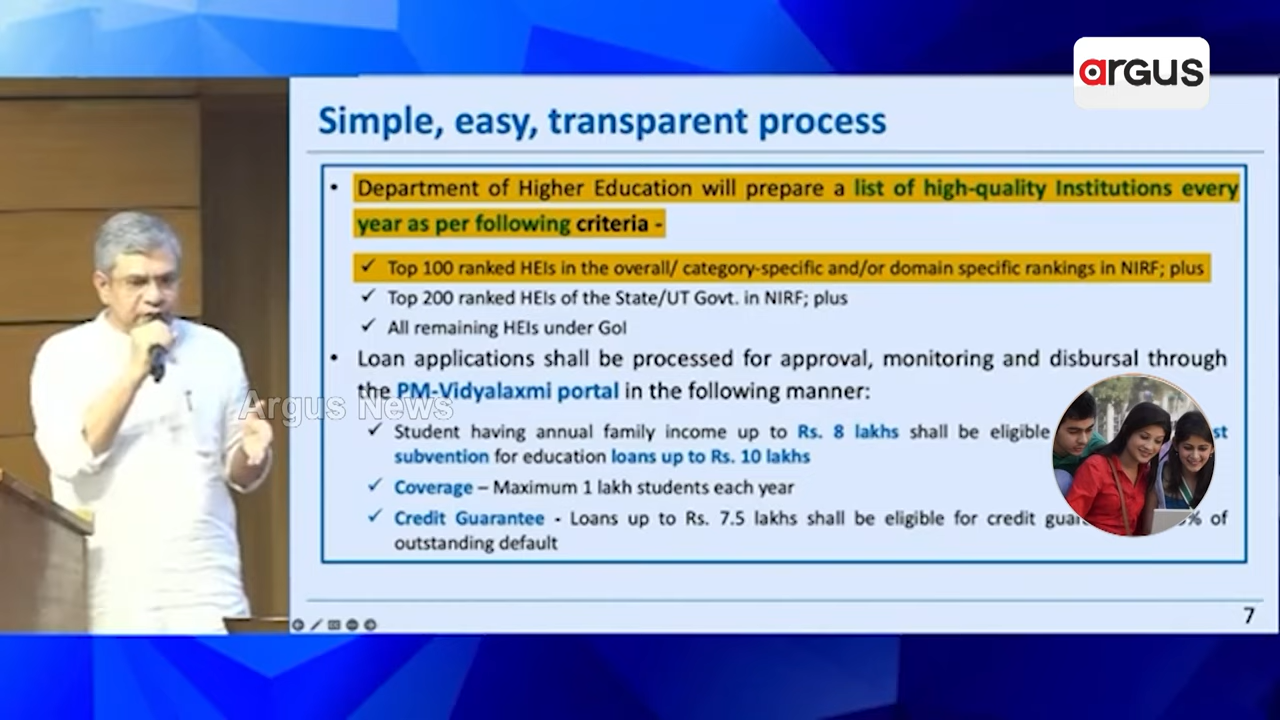 argus
Simple, easy, transparent process
• Department of Higher Education will prepare a list of high-quality Institutions every
year as per following criteria -
✓ Top 100 ranked HEIs in the overall/ category-specific and/or domain specific rankings in NIRF; plus
✓ Top 200 ranked HEIs of the State/UT Govt. in NIRF; plus
✓ All remaining HEIs under GoI
• Loan applications shall be processed for approval, monitoring and disbursal through
the PM-Vidyalaxmi portal in the following manner:
Argus News
✓ Student having annual family income up to Rs. 8 lakhs shall be eligible
subvention for education loans up to Rs. 10 lakhs
✓ Coverage – Maximum 1 lakh students each year
✓ Credit Guarantee - Loans up to Rs. 7.5 lakhs shall be eligible for credit of
outstanding default
7